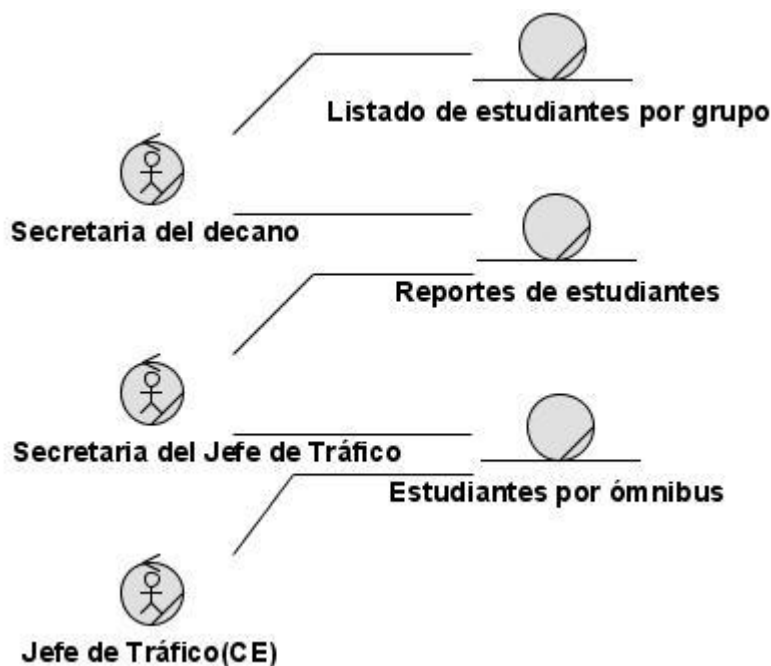 Listado de estudiantes por grupo
Secretaria del decano
Reportes de estudiantes
Secretaria del Jefe de Tráfico
Estudiantes por ómnibus
Jefe de Tráfico(CE)